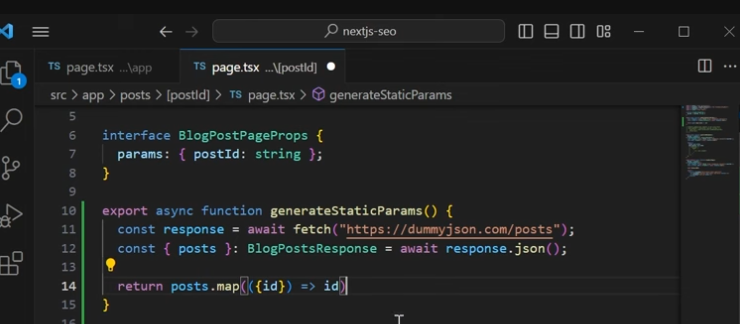 nextjs-seo
TS page.tsx ...\app
TS page.tsx ...\[postId]
src > app > posts > [postId] > TS page.tsx > generateStaticParams
1
5
6 interface BlogPostPageProps {
7 params: { postId: string };
8 }
9
10 export async function generateStaticParams() {
11 const response = await fetch("https://dummyjson.com/posts");
12 const { posts }: BlogPostsResponse = await response.json();
13
14 return posts.map(({id}) => id)
15 }